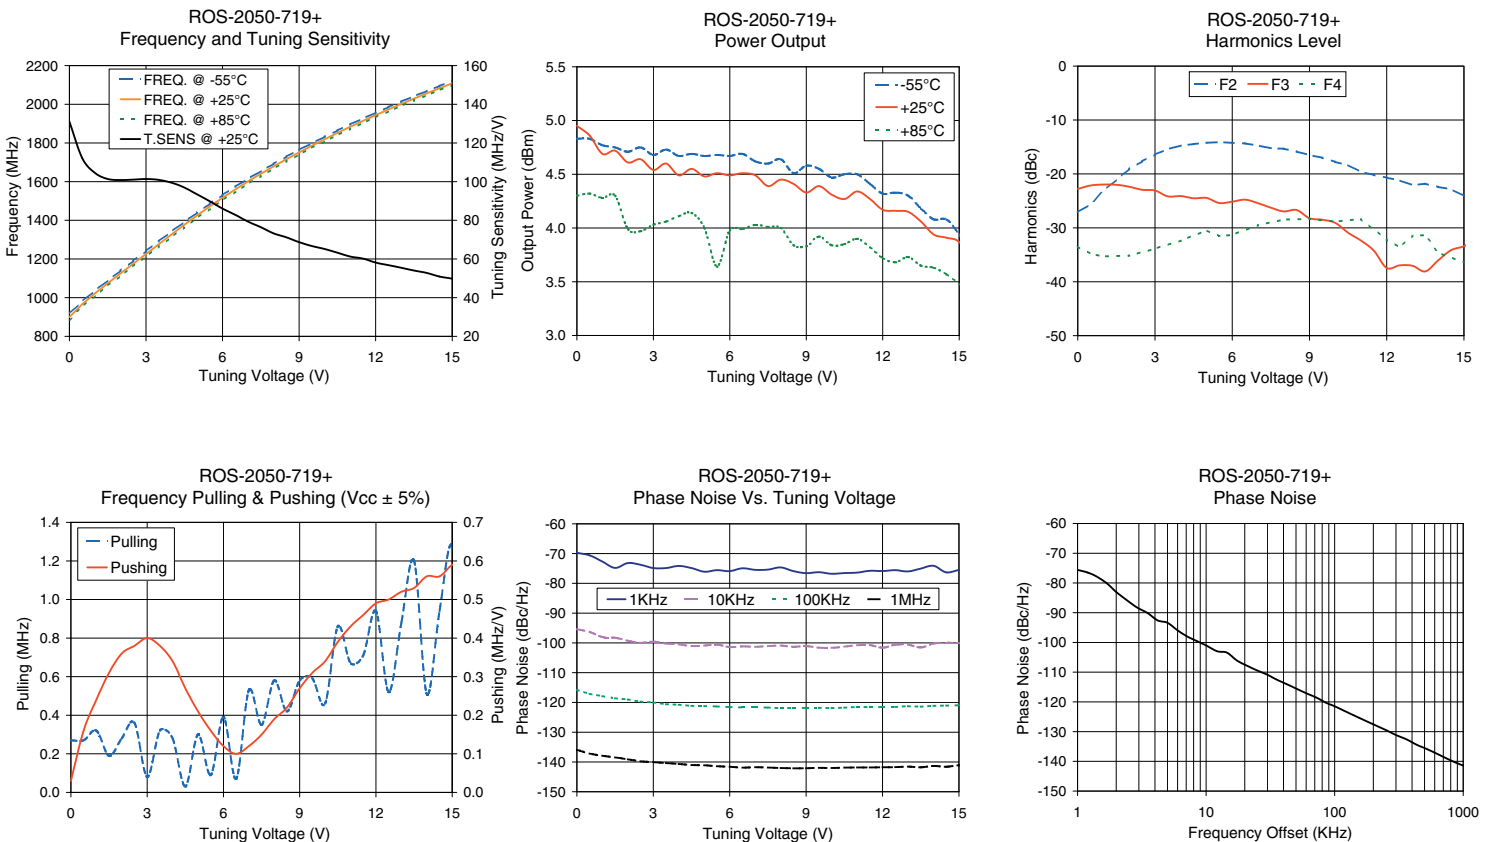 ROS-2050-719+
Frequency and Tuning Sensitivity
2200
2000
1800
1600
1400
1200
1000
800
160
140
120
100
80
60
40
20
Frequency (MHz)
Tuning Sensitivity (MHz/V)
FREQ. @ -55°C
FREQ. @ +25°C
FREQ. @ +85°C
T.SENS @ +25°C
0 3 6 9 12 15
Tuning Voltage (V)
ROS-2050-719+
Power Output
5.5
5.0
4.5
4.0
3.5
3.0
Output Power (dBm)
-55°C
+25°C
+85°C
0 3 6 9 12 15
Tuning Voltage (V)
ROS-2050-719+
Harmonics Level
0
-10
-20
-30
-40
-50
Harmonics (dBc)
F2 F3 F4
0 3 6 9 12 15
Tuning Voltage (V)
ROS-2050-719+
Frequency Pulling & Pushing (Vcc ± 5%)
1.4
1.2
1.0
0.8
0.6
0.4
0.2
0.0
0.7
0.6
0.5
0.4
0.3
0.2
0.1
0.0
Pulling (MHz)
Pushing (MHz/V)
Pulling
Pushing
0 3 6 9 12 15
Tuning Voltage (V)
ROS-2050-719+
Phase Noise Vs. Tuning Voltage
-60
-70
-80
-90
-100
-110
-120
-130
-140
-150
Phase Noise (dBc/Hz)
1KHz 10KHz 100KHz 1MHz
0 3 6 9 12 15
Tuning Voltage (V)
ROS-2050-719+
Phase Noise
-60
-70
-80
-90
-100
-110
-120
-130
-140
-150
Phase Noise (dBc/Hz)
1 10 100 1000
Frequency Offset (KHz)